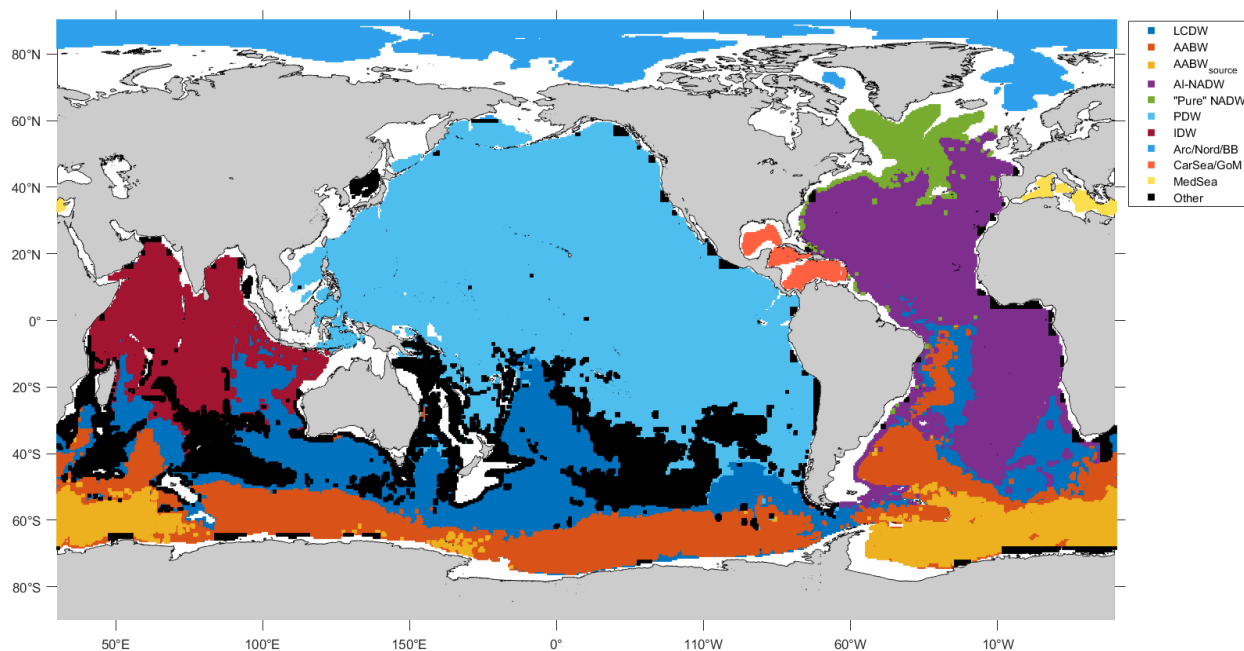 80°N
60°N
40°N
20°N
0°
20°S
40°S
60°S
80°S
50°E
100°E
150°E
0°
110°W
60°W
10°W
LCDW
AABW
AABWsource
AI-NADW
"Pure" NADW
PDW
IDW
Arc/Nord/BB
CarSea/GoM
MedSea
Other